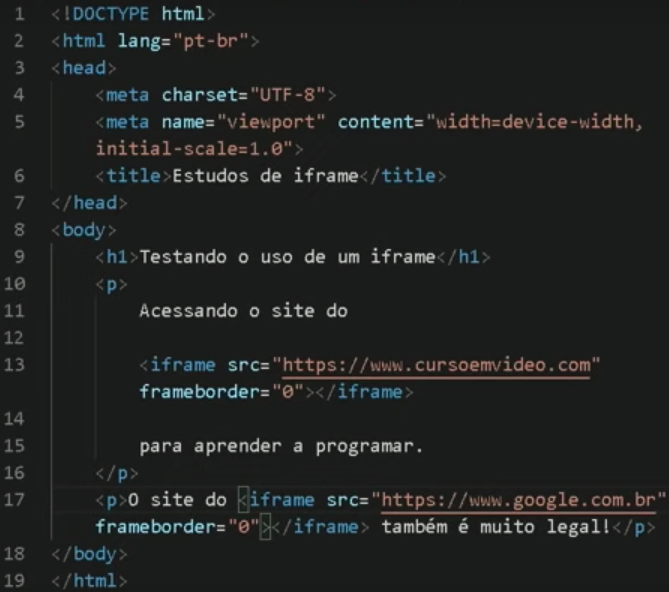 1 <!DOCTYPE html>
2 <html lang="pt-br">
3 <head>
4 <meta charset="UTF-8">
5 <meta name="viewport" content="width=device-width,
initial-scale=1.0">
6 <title>Estudos de iframe</title>
7 </head>
8 <body>
9 <h1>Testando o uso de um iframe</h1>
10 <p>
11 Acessando o site do
12
13 <iframe src="https://www.cursoemvideo.com"
frameborder="0"></iframe>
14
15 para aprender a programar.
16 </p>
17 <p>O site do <iframe src="https://www.google.com.br"
frameborder="0"></iframe> também é muito legal!</p>
18 </body>
19 </html>